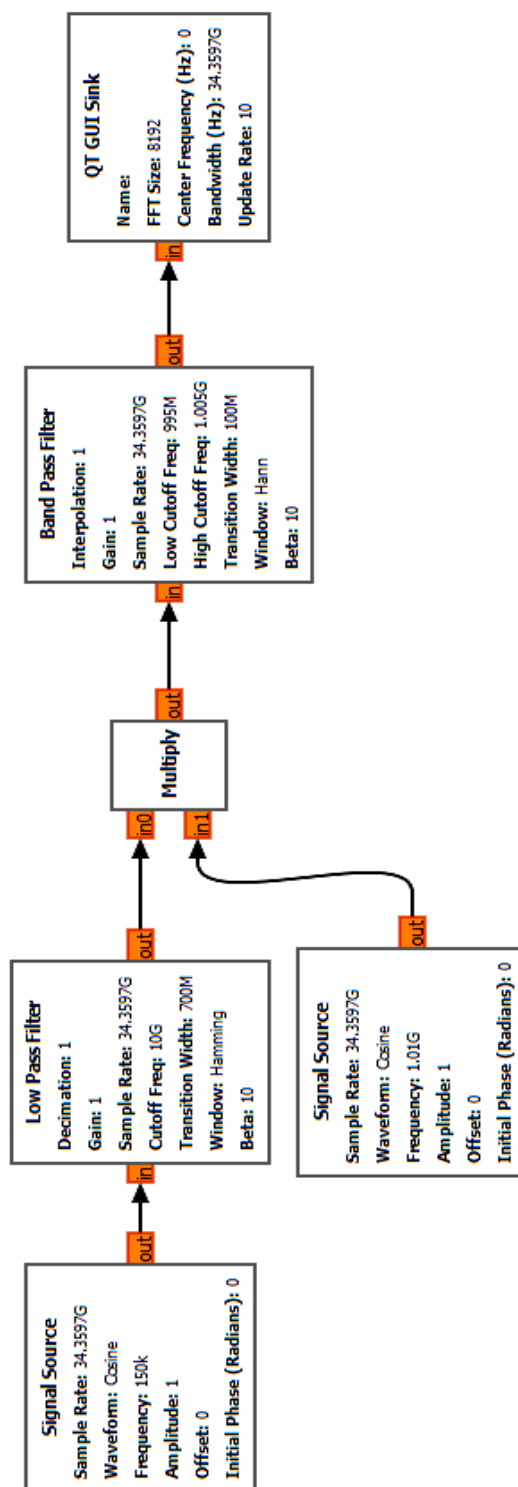 Signal Source
Sample Rate: 34.3597G
Waveform: Cosine
Frequency: 150k
Amplitude: 1
Offset: 0
Initial Phase (Radians): 0
out
in
Low Pass Filter
Decimation: 1
Gain: 1
Sample Rate: 34.3597G
Cutoff Freq: 10G
Transition Width: 700M
Window: Hamming
Beta: 10
out
Signal Source
Sample Rate: 34.3597G
Waveform: Cosine
Frequency: 1.01G
Amplitude: 1
Offset: 0
Initial Phase (Radians): 0
out
in0
in1
Multiply
out
in
Band Pass Filter
Interpolation: 1
Gain: 1
Sample Rate: 34.3597G
Low Cutoff Freq: 995M
High Cutoff Freq: 1.005G
Transition Width: 100M
Window: Hann
Beta: 10
out
in
QT GUI Sink
Name:
FFT Size: 8192
Center Frequency (Hz): 0
Bandwidth (Hz): 34.3597G
Update Rate: 10